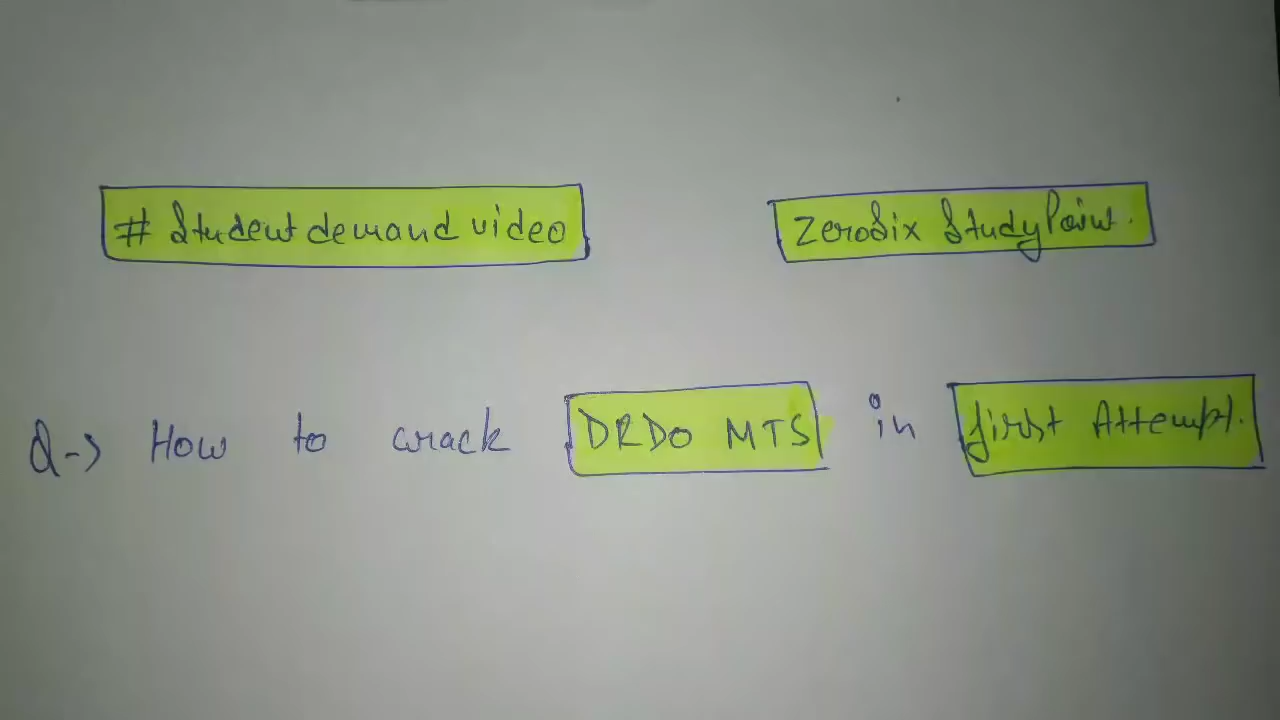 # Student demand video
ZeroSix StudyPoint.
Q-> How to crack DRDO MTS in first Attempt.